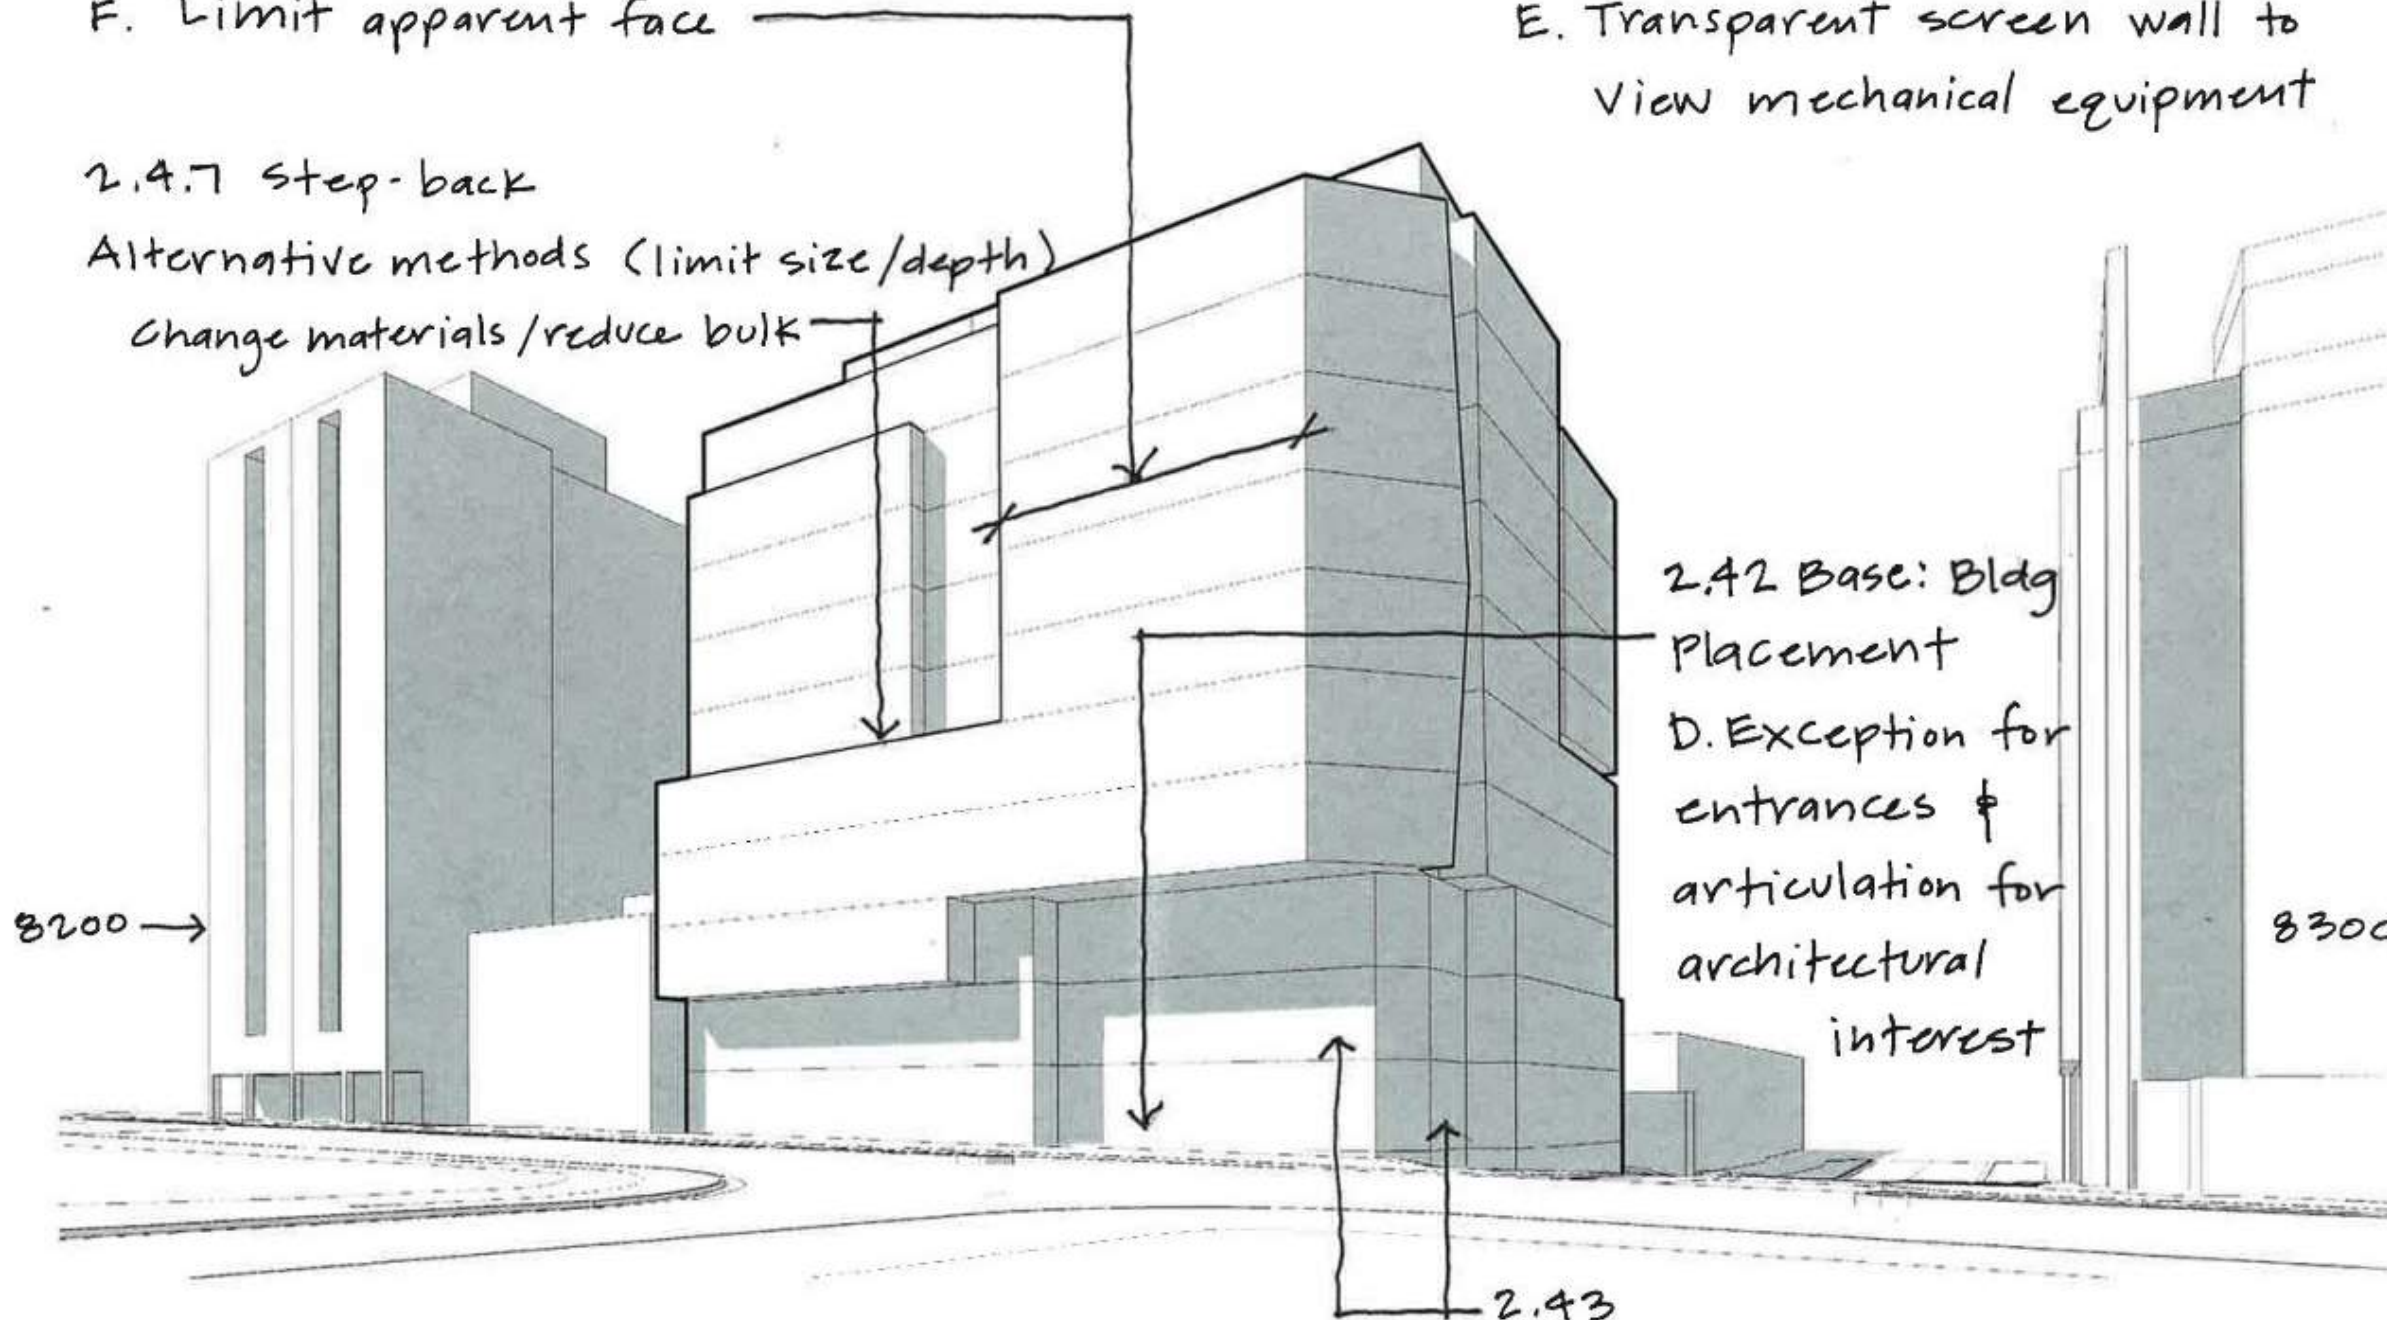 F. Limit apparent face
E. Transparent screen wall to
View mechanical equipment
2.4.7 Step-back
Alternative methods (limit size/depth)
Change materials/reduce bulk
2.42 Base: Bldg
Placement
D. Exception for
entrances &
articulation for
architectural
interest
8200
8300
2.43